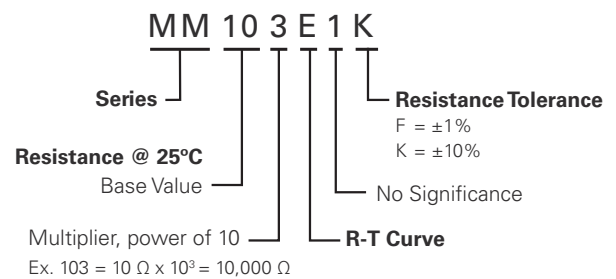 MM 10 3 E 1 K
Series
Resistance Tolerance
F = ±1%
K = ±10%
Resistance @ 25ºC
Base Value
No Significance
Multiplier, power of 10
R-T Curve
Ex. 103 = 10 Ω x 10³ = 10,000 Ω